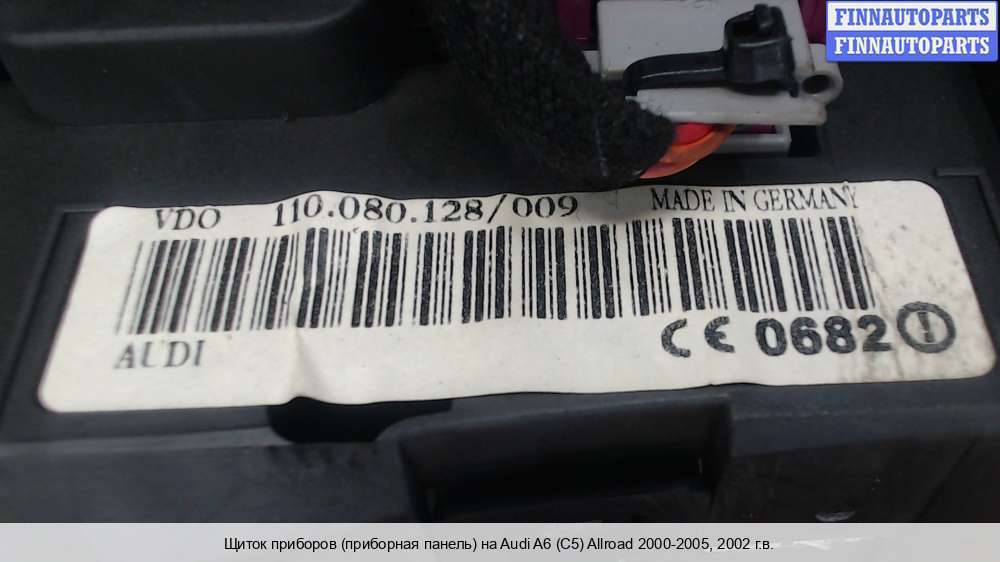 FINNAUTOPARTS
FINNAUTOPARTS
VDO 110.080.128/009 MADE IN GERMANY
AUDI CE 0682
Щиток приборов (приборная панель) на Audi A6 (C5) Allroad 2000-2005, 2002 г.в.